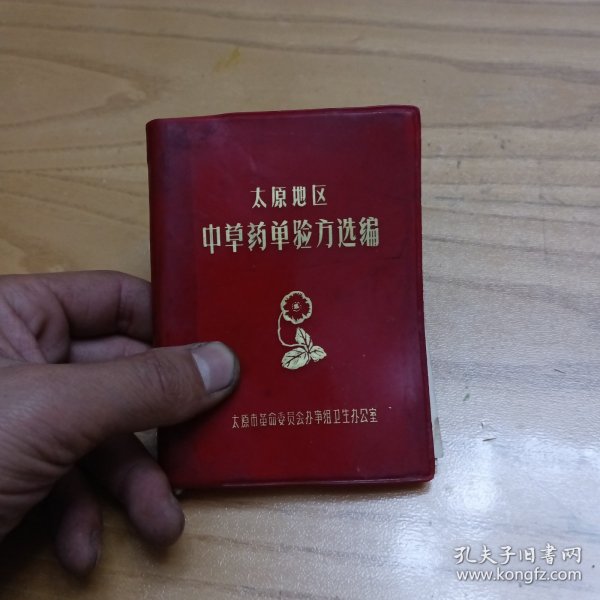 太原地区
中草药单验方选编
太原市革命委员会办事组卫生办公室
孔夫子旧书网
www.kongfz.com